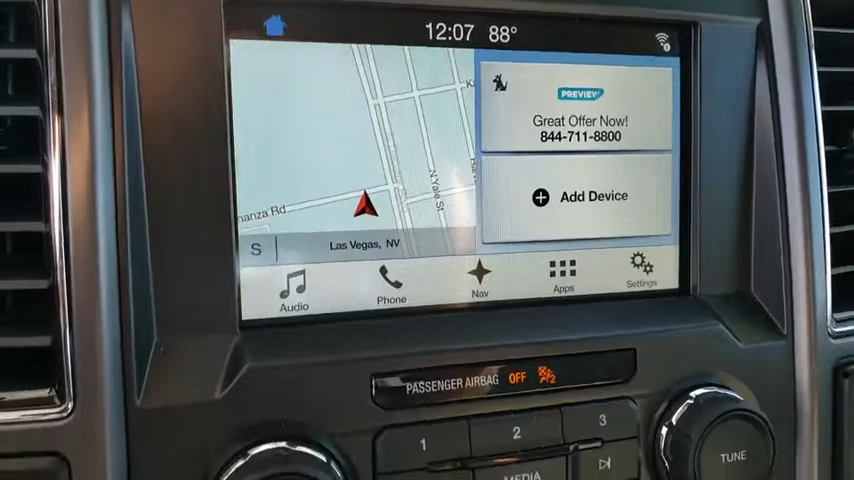 12:07 88°
PREVIEW
Great Offer Now!
844-711-8800
Add Device
N Yale St
nanza Rd
S
LAS VEGAS, NV
Audio
Phone
Nav
Apps
Settings
PASSENGER AIRBAG OFF
2
1
2
3
MEDIA
TUNE